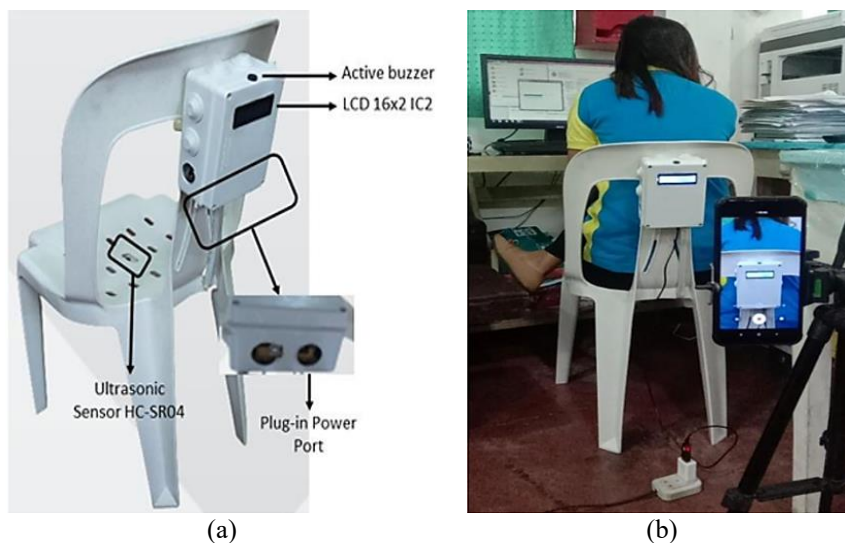 Active buzzer
LCD 16x2 IC2
Ultrasonic
Sensor HC-SR04
Plug-in Power
Port
(a)
(b)